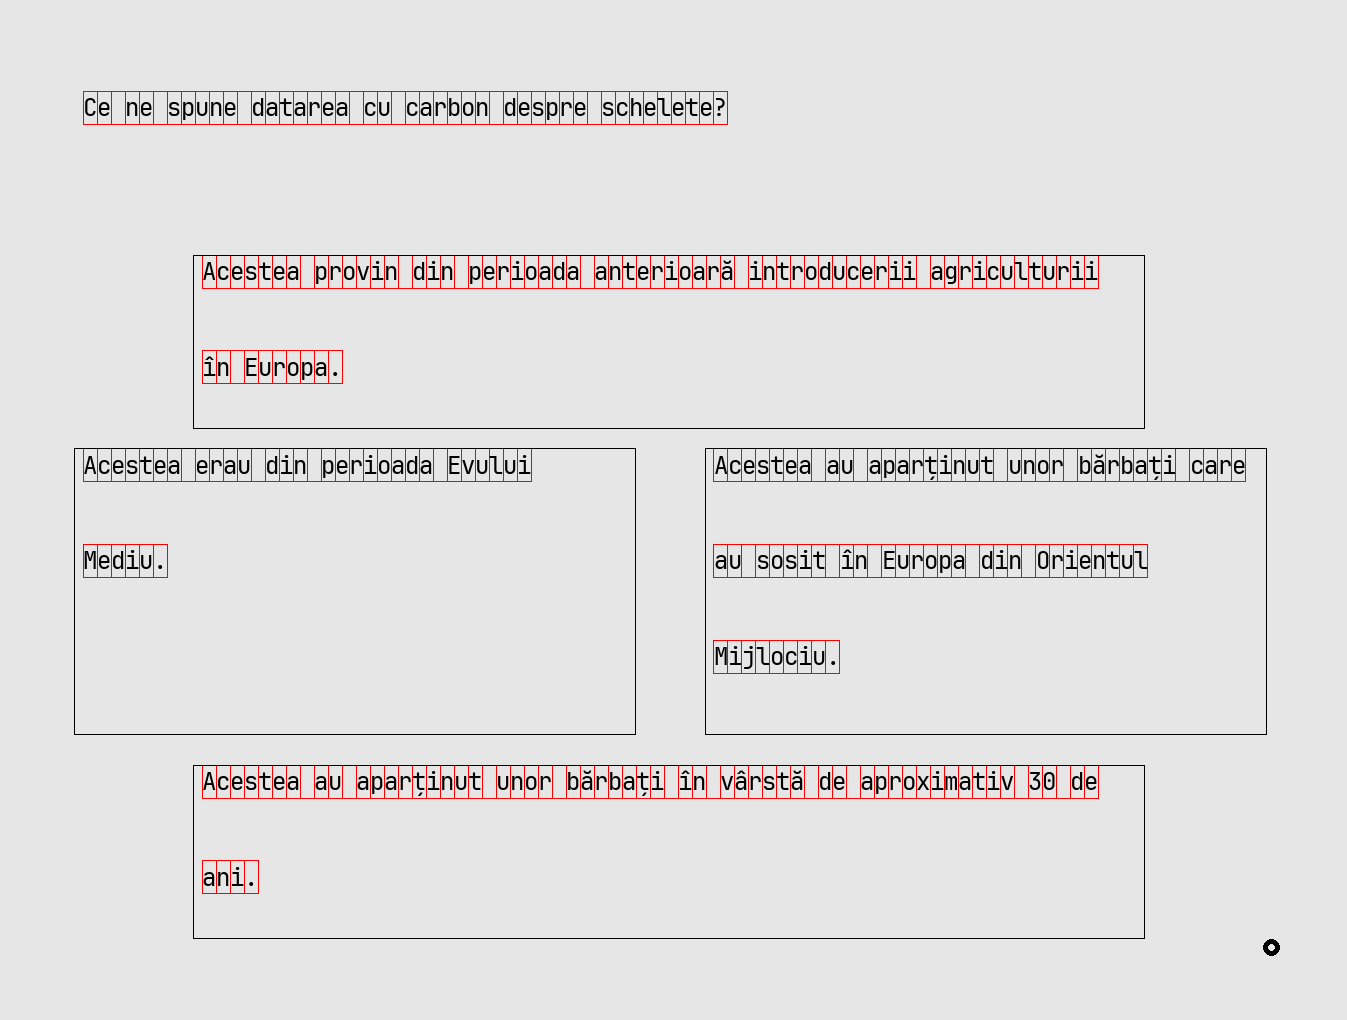 Ce ne spune datarea cu carbon despre schelete?
Acestea provin din perioada anterioară introducerii agriculturii
în Europa.
Acestea erau din perioada Evului
Mediu.
Acestea au aparținut unor bărbați care
au sosit în Europa din Orientul
Mijlociu.
Acestea au aparținut unor bărbați în vârstă de aproximativ 30 de
ani.